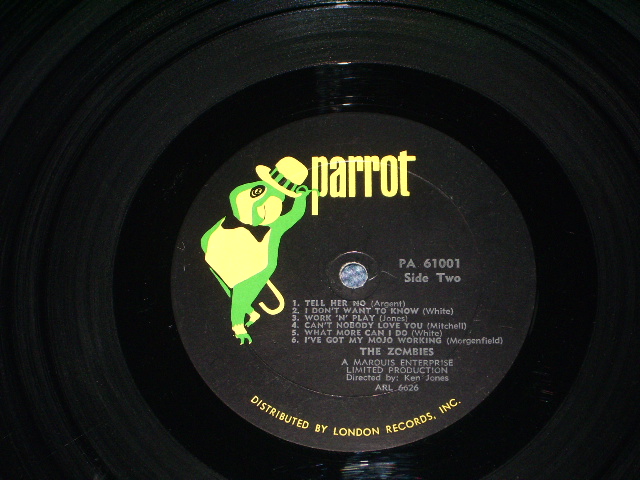 parrot
PA 61001
Side Two
1. TELL HER NO (Argent)
2. I DON'T WANT TO KNOW (White)
3. WORK 'N' PLAY (Jones)
4. CAN'T NOBODY LOVE YOU (Mitchell)
5. WHAT MORE CAN I DO (White)
6. I'VE GOT MY MOJO WORKING (Morgenfield)
THE ZOMBIES
A MARQUIS ENTERPRISE
LIMITED PRODUCTION
Directed by: Ken Jones
ARL 6626
DISTRIBUTED BY LONDON RECORDS, INC.